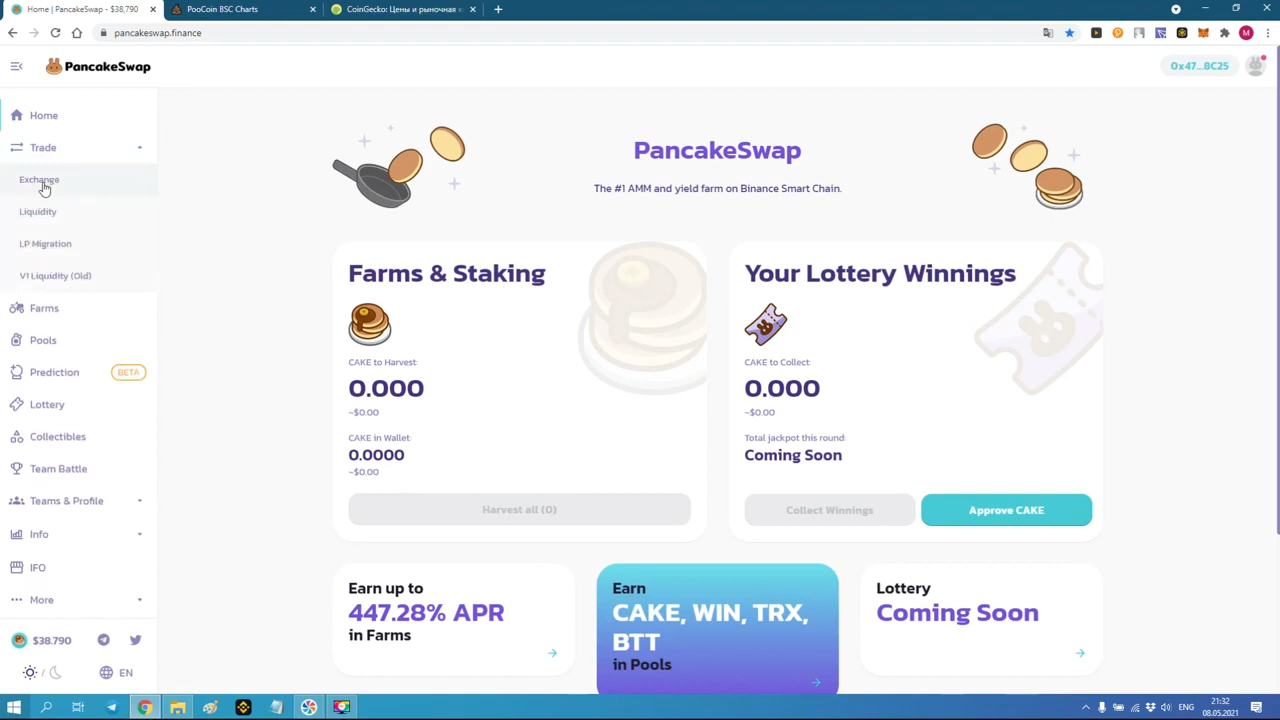 Home | PancakeSwap - $38,790
PooCoin BSC Charts
CoinGecko: Цены и рыночная к
pancakeswap.finance
M
PancakeSwap
0x47...8C25
Home
Trade
Exchange
Liquidity
LP Migration
V1 Liquidity (Old)
Farms
Pools
Prediction
BETA
Lottery
Collectibles
Team Battle
Teams & Profile
Info
IFO
More
$38.790
/
EN
PancakeSwap
The #1 AMM and yield farm on Binance Smart Chain.
Farms & Staking
CAKE to Harvest:
0.000
~$0.00
CAKE in Wallet:
0.0000
~$0.00
Harvest all (0)
Your Lottery Winnings
CAKE to Collect:
0.000
~$0.00
Total jackpot this round:
Coming Soon
Collect Winnings
Approve CAKE
Earn up to
447.28% APR
in Farms
Earn
CAKE, WIN, TRX,
BTT
in Pools
Lottery
Coming Soon
ENG
21:32
08.05.2021